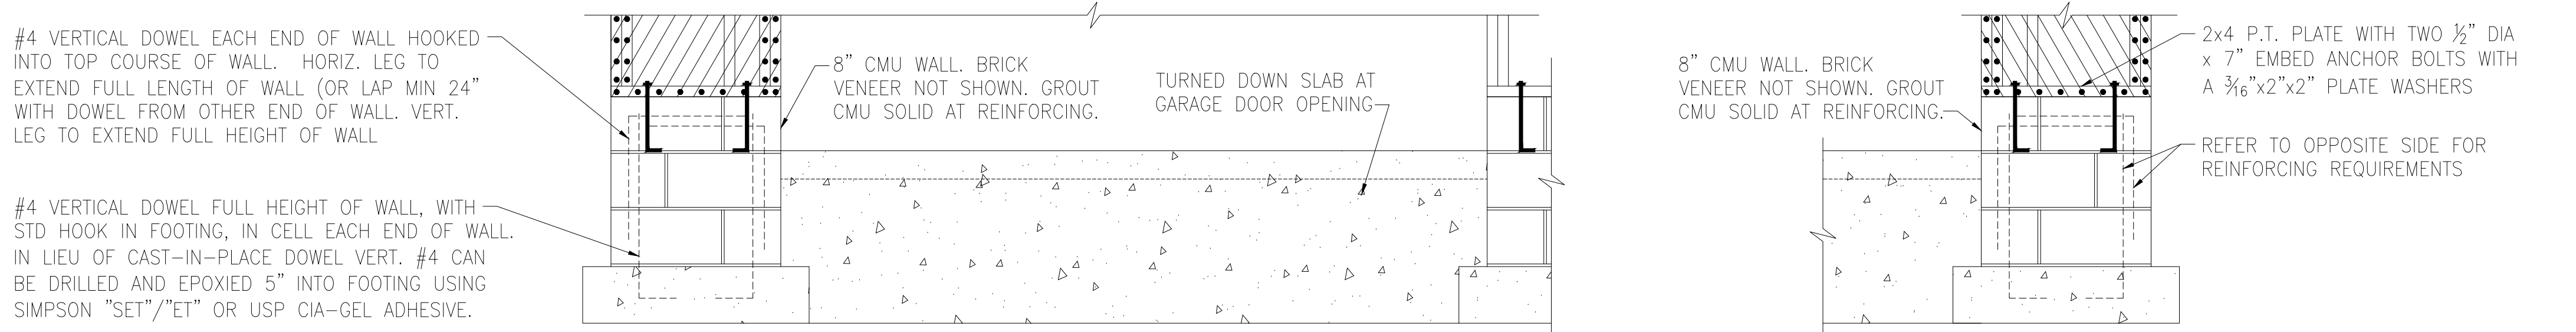 #4 VERTICAL DOWEL EACH END OF WALL HOOKED
INTO TOP COURSE OF WALL. HORIZ. LEG TO
EXTEND FULL LENGTH OF WALL (OR LAP MIN 24"
WITH DOWEL FROM OTHER END OF WALL. VERT.
LEG TO EXTEND FULL HEIGHT OF WALL
#4 VERTICAL DOWEL FULL HEIGHT OF WALL, WITH
STD HOOK IN FOOTING, IN CELL EACH END OF WALL.
IN LIEU OF CAST-IN-PLACE DOWEL VERT. #4 CAN
BE DRILLED AND EPOXIED 5" INTO FOOTING USING
SIMPSON "SET"/"ET" OR USP CIA-GEL ADHESIVE.
8" CMU WALL. BRICK
VENEER NOT SHOWN. GROUT
CMU SOLID AT REINFORCING.
TURNED DOWN SLAB AT
GARAGE DOOR OPENING
8" CMU WALL. BRICK
VENEER NOT SHOWN. GROUT
CMU SOLID AT REINFORCING.
2x4 P.T. PLATE WITH TWO ½" DIA
x 7" EMBED ANCHOR BOLTS WITH
A 3⁄16"x2"x2" PLATE WASHERS
REFER TO OPPOSITE SIDE FOR
REINFORCING REQUIREMENTS